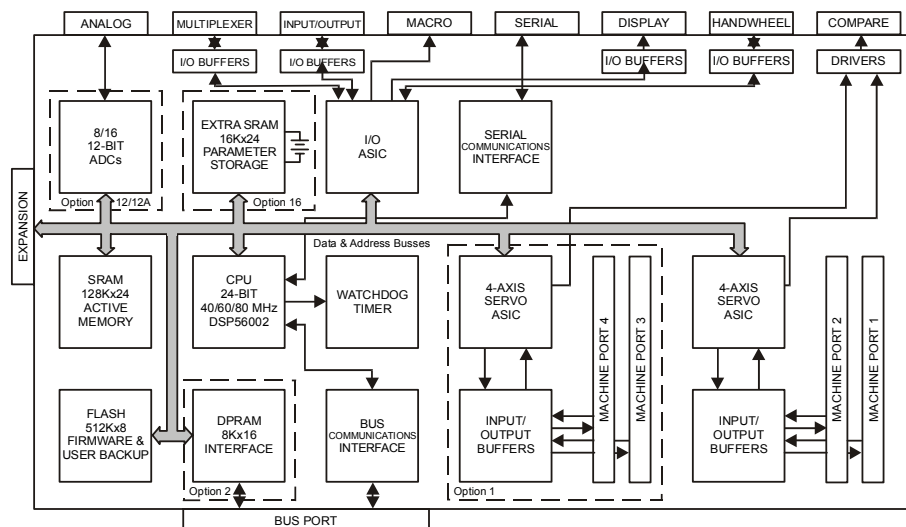 ANALOG
MULTIPLEXER
INPUT/OUTPUT
MACRO
SERIAL
DISPLAY
HANDWHEEL
COMPARE
I/O BUFFERS
I/O BUFFERS
I/O BUFFERS
I/O BUFFERS
DRIVERS
8/16
12-BIT
ADCs
Option 12/12A
EXTRA SRAM
16Kx24
PARAMETER
STORAGE
Option 16
I/O
ASIC
SERIAL
COMMUNICATIONS
INTERFACE
EXPANSION
Data & Address Busses
SRAM
128Kx24
ACTIVE
MEMORY
CPU
24-BIT
40/60/80 MHz
DSP56002
WATCHDOG
TIMER
4-AXIS
SERVO
ASIC
MACHINE PORT 4
MACHINE PORT 3
4-AXIS
SERVO
ASIC
MACHINE PORT 2
MACHINE PORT 1
FLASH
512Kx8
FIRMWARE &
USER BACKUP
DPRAM
8Kx16
INTERFACE
Option 2
BUS
COMMUNICATIONS
INTERFACE
INPUT/
OUTPUT
BUFFERS
Option 1
INPUT/
OUTPUT
BUFFERS
BUS PORT